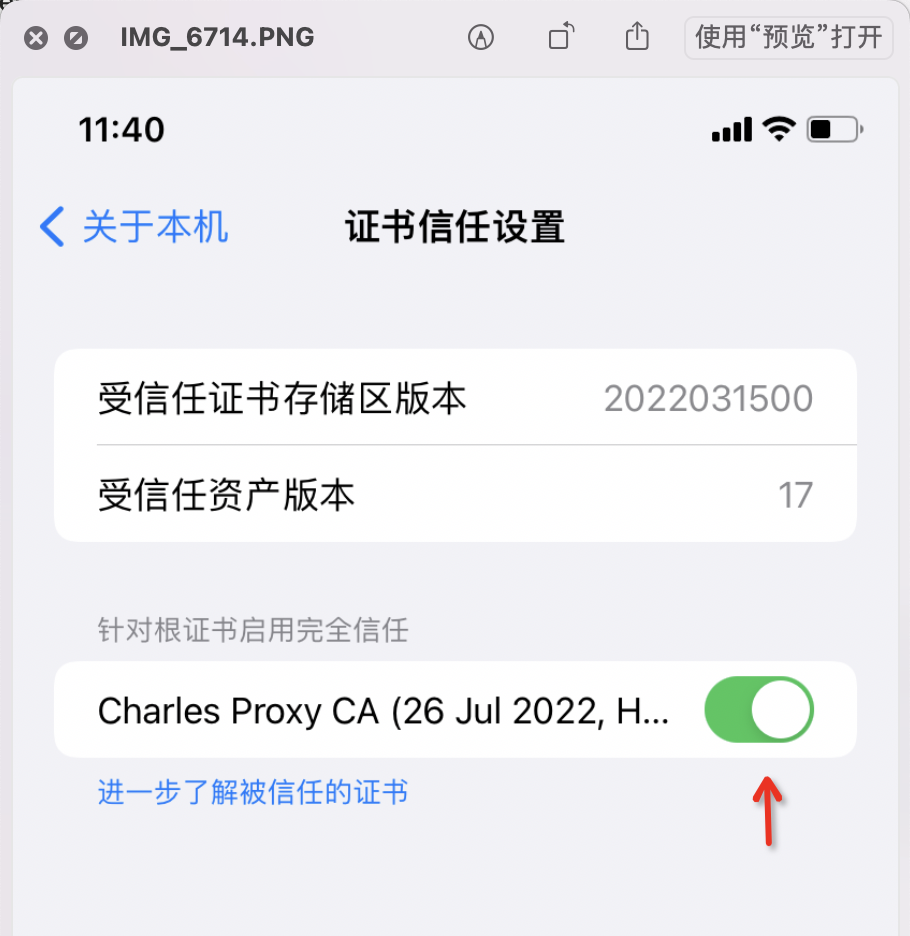 IMG_6714.PNG
使用“预览”打开
11:40
关于本机
证书信任设置
受信任证书存储区版本 2022031500
受信任资产版本 17
针对根证书启用完全信任
Charles Proxy CA (26 Jul 2022, H...
进一步了解被信任的证书